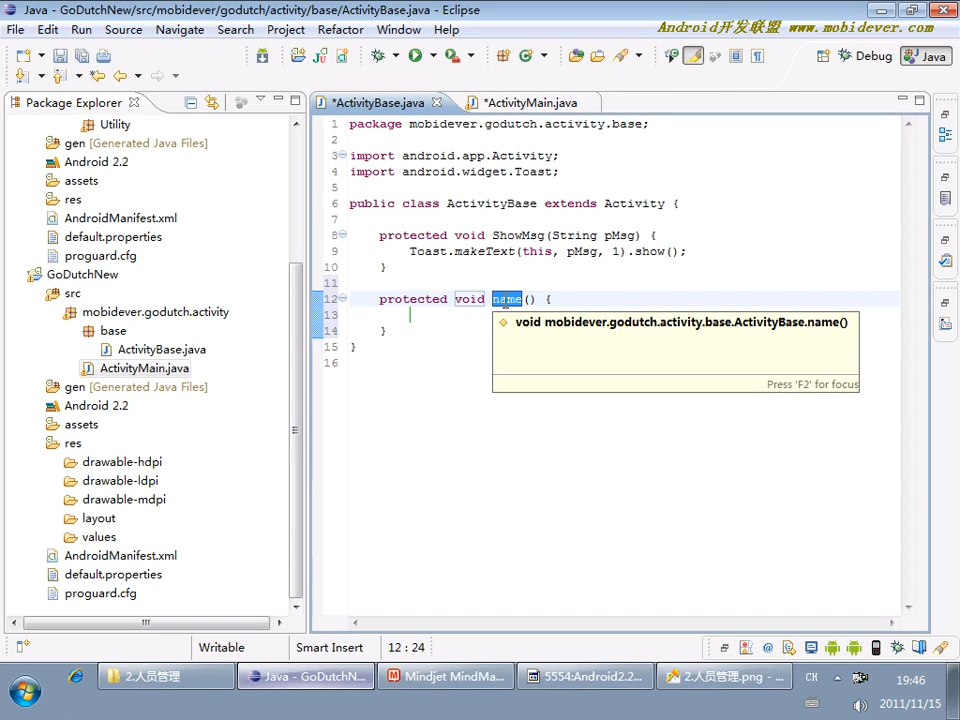 Java - GoDutchNew/src/mobidever/godutch/activity/base/ActivityBase.java - Eclipse
File Edit Run Source Navigate Search Project Refactor Window Help
Android开发联盟 www.mobidever.com
Debug Java
Package Explorer
*ActivityBase.java *ActivityMain.java
Utility
gen [Generated Java Files]
Android 2.2
assets
res
AndroidManifest.xml
default.properties
proguard.cfg
GoDutchNew
src
mobidever.godutch.activity
base
ActivityBase.java
ActivityMain.java
gen [Generated Java Files]
Android 2.2
assets
res
drawable-hdpi
drawable-ldpi
drawable-mdpi
layout
values
AndroidManifest.xml
default.properties
proguard.cfg
1 package mobidever.godutch.activity.base;
2
3 import android.app.Activity;
4 import android.widget.Toast;
5
6 public class ActivityBase extends Activity {
7
8 protected void ShowMsg(String pMsg) {
9 Toast.makeText(this, pMsg, 1).show();
10 }
11
12 protected void name() {
13
14 }
15 }
16
void mobidever.godutch.activity.base.ActivityBase.name()
Press 'F2' for focus
Writable Smart Insert 12 : 24
2.人员管理 Java - GoDutchN... Mindjet MindMa... 5554:Android2.2... 2.人员管理.png - ... CH 19:46
2011/11/15